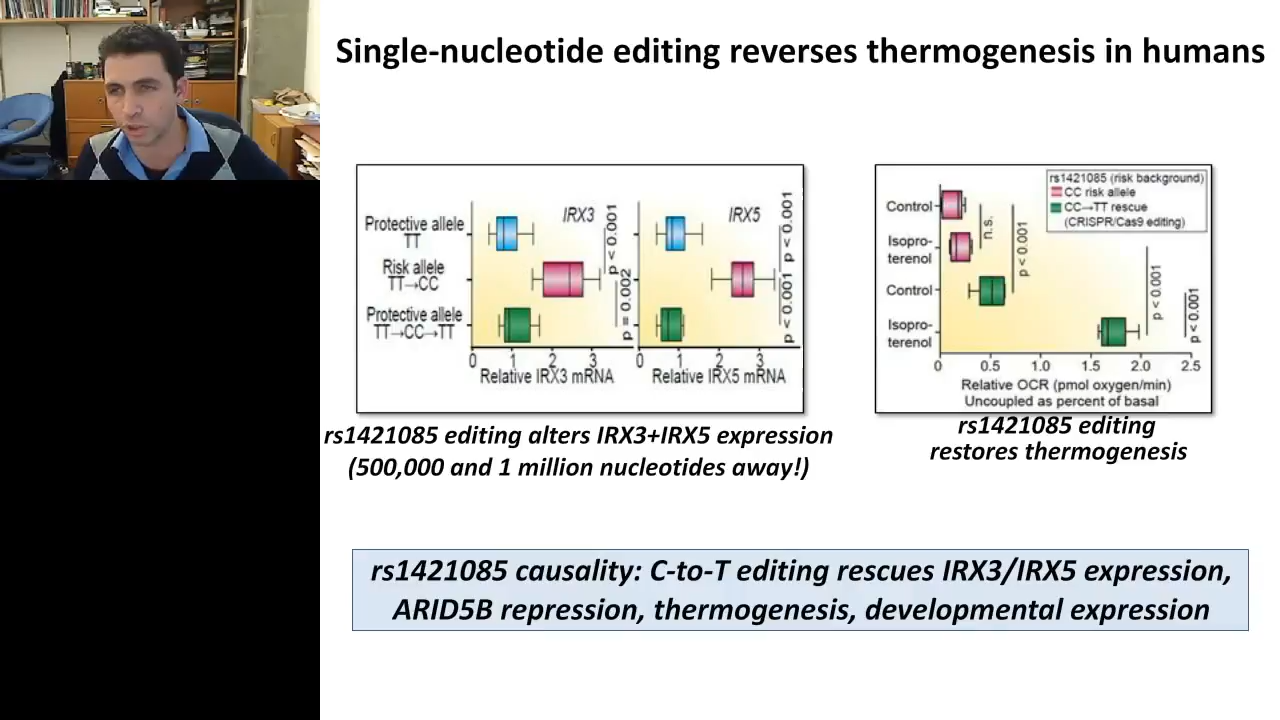 Single-nucleotide editing reverses thermogenesis in humans
IRX3
IRX5
Protective allele
TT
Risk allele
TT→CC
Protective allele
TT→CC→TT
p < 0.001
p = 0.002
p < 0.001
p < 0.001
0 1 2 3
0 1 2 3
Relative IRX3 mRNA
Relative IRX5 mRNA
rs1421085 editing alters IRX3+IRX5 expression
(500,000 and 1 million nucleotides away!)
rs1421085 (risk background)
CC risk allele
CC→TT rescue
(CRISPR/Cas9 editing)
Control
Isopro-
terenol
Control
Isopro-
terenol
n.s.
p < 0.001
p < 0.001
p < 0.001
0 0.5 1.0 1.5 2.0 2.5
Relative OCR (pmol oxygen/min)
Uncoupled as percent of basal
rs1421085 editing
restores thermogenesis
rs1421085 causality: C-to-T editing rescues IRX3/IRX5 expression,
ARID5B repression, thermogenesis, developmental expression